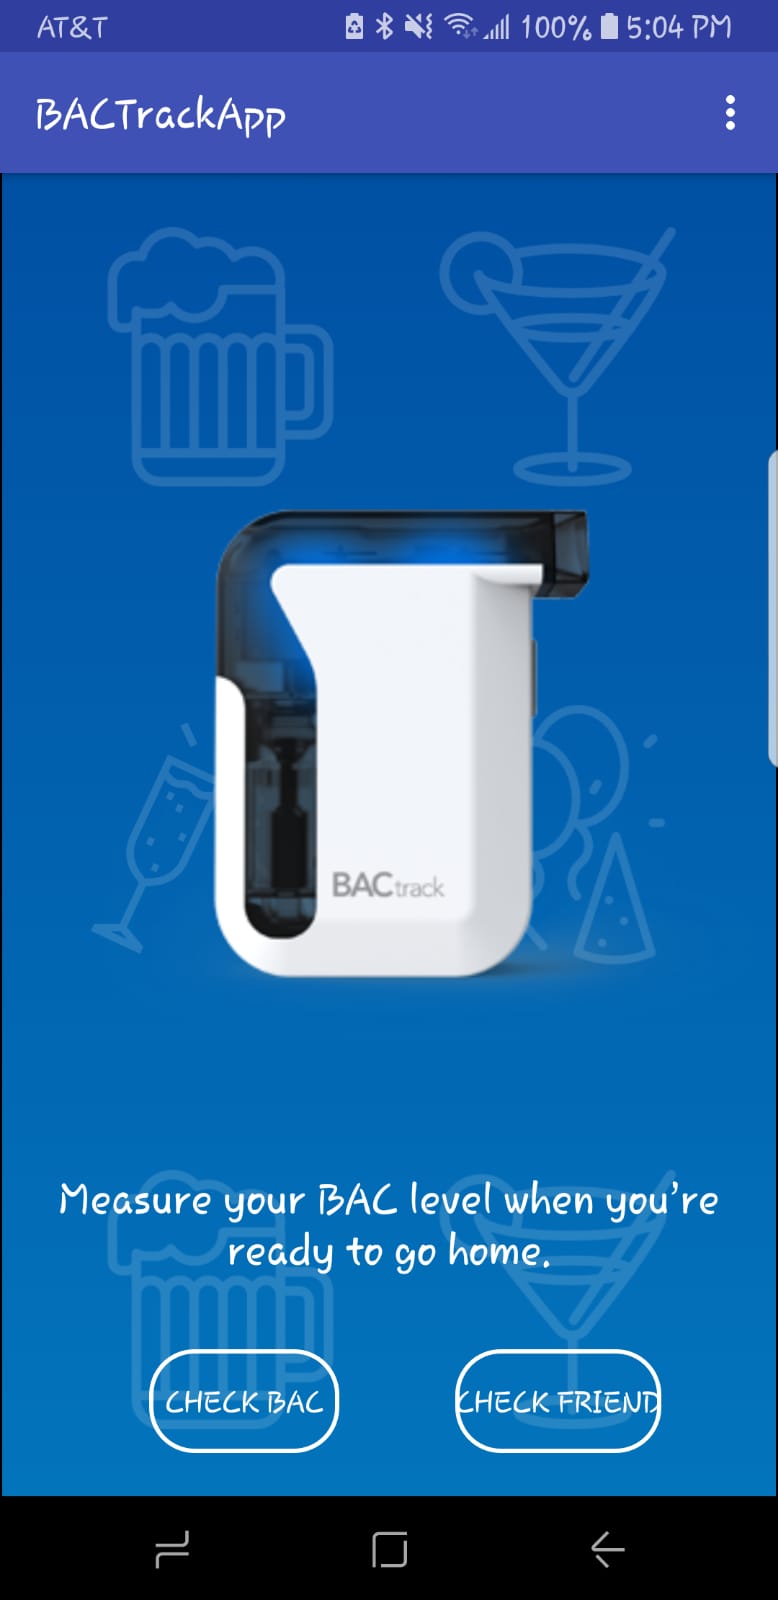 AT&T 100% 5:04 PM
BACTrackApp
BACtrack
Measure your BAC level when you're
ready to go home.
CHECK BAC CHECK FRIEND